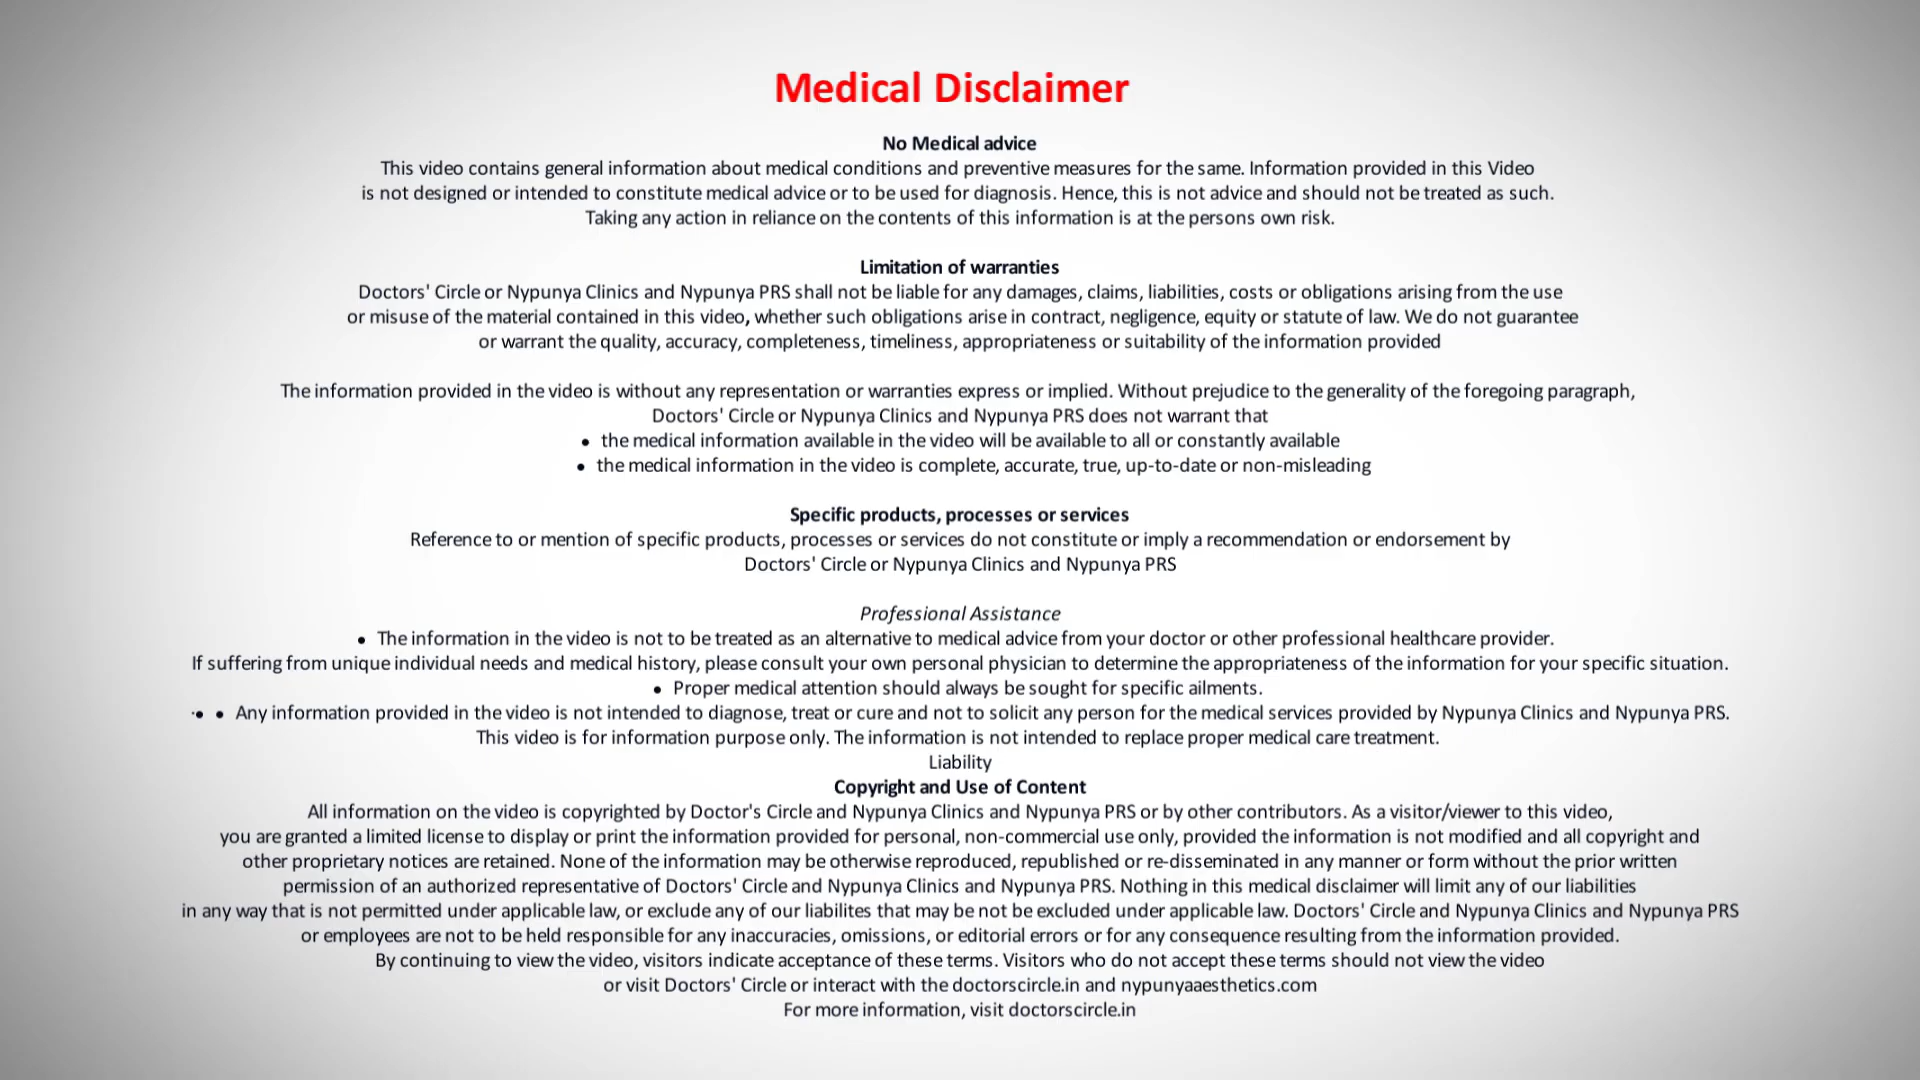 Medical Disclaimer
No Medical advice
This video contains general information about medical conditions and preventive measures for the same. Information provided in this Video
is not designed or intended to constitute medical advice or to be used for diagnosis. Hence, this is not advice and should not be treated as such.
Taking any action in reliance on the contents of this information is at the persons own risk.
Limitation of warranties
Doctors' Circle or Nypunya Clinics and Nypunya PRS shall not be liable for any damages, claims, liabilities, costs or obligations arising from the use
or misuse of the material contained in this video, whether such obligations arise in contract, negligence, equity or statute of law. We do not guarantee
or warrant the quality, accuracy, completeness, timeliness, appropriateness or suitability of the information provided
The information provided in the video is without any representation or warranties express or implied. Without prejudice to the generality of the foregoing paragraph,
Doctors' Circle or Nypunya Clinics and Nypunya PRS does not warrant that
• the medical information available in the video will be available to all or constantly available
• the medical information in the video is complete, accurate, true, up-to-date or non-misleading
Specific products, processes or services
Reference to or mention of specific products, processes or services do not constitute or imply a recommendation or endorsement by
Doctors' Circle or Nypunya Clinics and Nypunya PRS
Professional Assistance
• The information in the video is not to be treated as an alternative to medical advice from your doctor or other professional healthcare provider.
If suffering from unique individual needs and medical history, please consult your own personal physician to determine the appropriateness of the information for your specific situation.
• Proper medical attention should always be sought for specific ailments.
·• • Any information provided in the video is not intended to diagnose, treat or cure and not to solicit any person for the medical services provided by Nypunya Clinics and Nypunya PRS.
This video is for information purpose only. The information is not intended to replace proper medical care treatment.
Liability
Copyright and Use of Content
All information on the video is copyrighted by Doctor's Circle and Nypunya Clinics and Nypunya PRS or by other contributors. As a visitor/viewer to this video,
you are granted a limited license to display or print the information provided for personal, non-commercial use only, provided the information is not modified and all copyright and
other proprietary notices are retained. None of the information may be otherwise reproduced, republished or re-disseminated in any manner or form without the prior written
permission of an authorized representative of Doctors' Circle and Nypunya Clinics and Nypunya PRS. Nothing in this medical disclaimer will limit any of our liabilities
in any way that is not permitted under applicable law, or exclude any of our liabilites that may be not be excluded under applicable law. Doctors' Circle and Nypunya Clinics and Nypunya PRS
or employees are not to be held responsible for any inaccuracies, omissions, or editorial errors or for any consequence resulting from the information provided.
By continuing to view the video, visitors indicate acceptance of these terms. Visitors who do not accept these terms should not view the video
or visit Doctors' Circle or interact with the doctorscircle.in and nypunyaaesthetics.com
For more information, visit doctorscircle.in